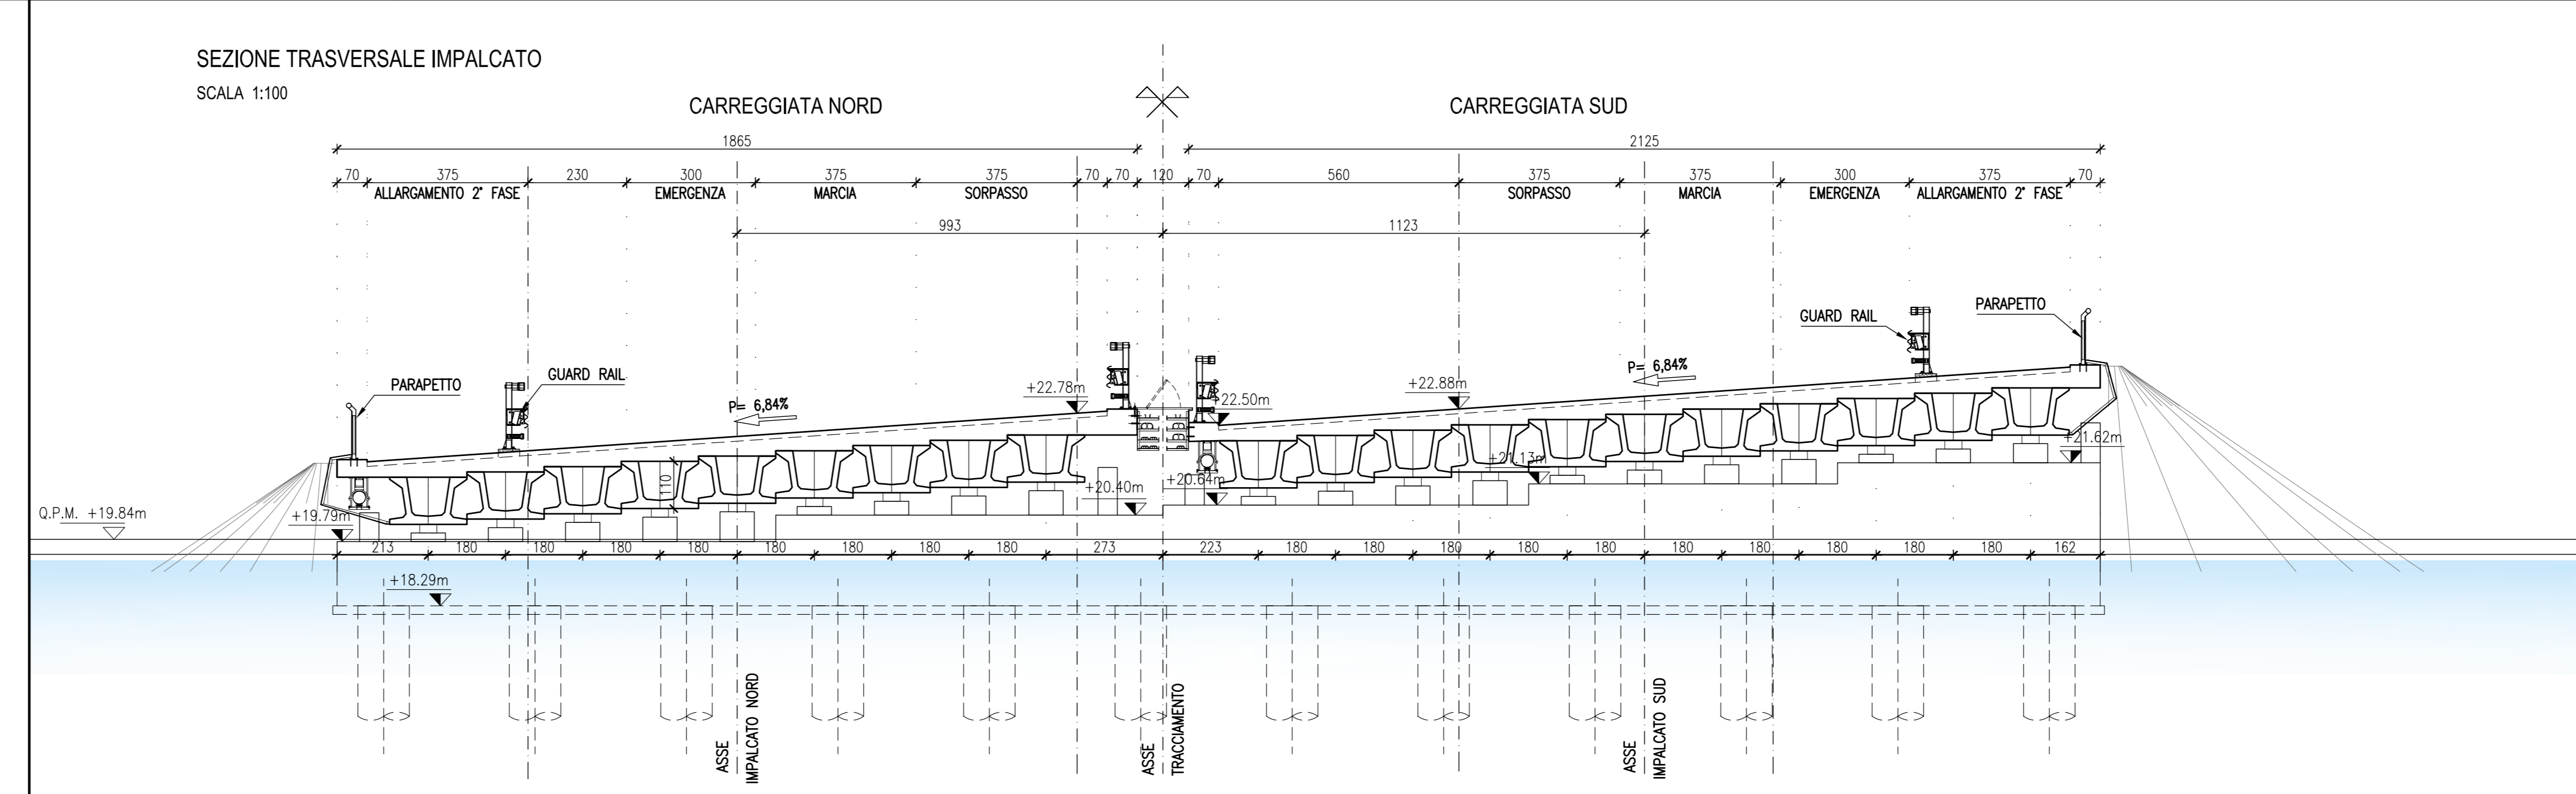 SEZIONE TRASVERSALE IMPALCATO
SCALA 1:100
CARREGGIATA NORD
CARREGGIATA SUD
1865
2125
70 375 230 300 375 375 70 70 120 70 560 375 375 300 375 70
ALLARGAMENTO 2° FASE EMERGENZA MARCIA SORPASSO SORPASSO MARCIA EMERGENZA ALLARGAMENTO 2° FASE
993
1123
PARAPETTO
GUARD RAIL
GUARD RAIL
PARAPETTO
P= 6,84%
P= 6,84%
+22.78m
+22.50m
+22.88m
110
+20.40m
+20.64m
+21.13m
+21.62m
Q.P.M. +19.84m
+19.79m
213 180 180 180 180 180 180 180 180 273 223 180 180 180 180 180 180 180 180 180 180 162
+18.29m
ASSE
IMPALCATO NORD
ASSE
TRACCIAMENTO
ASSE
IMPALCATO SUD